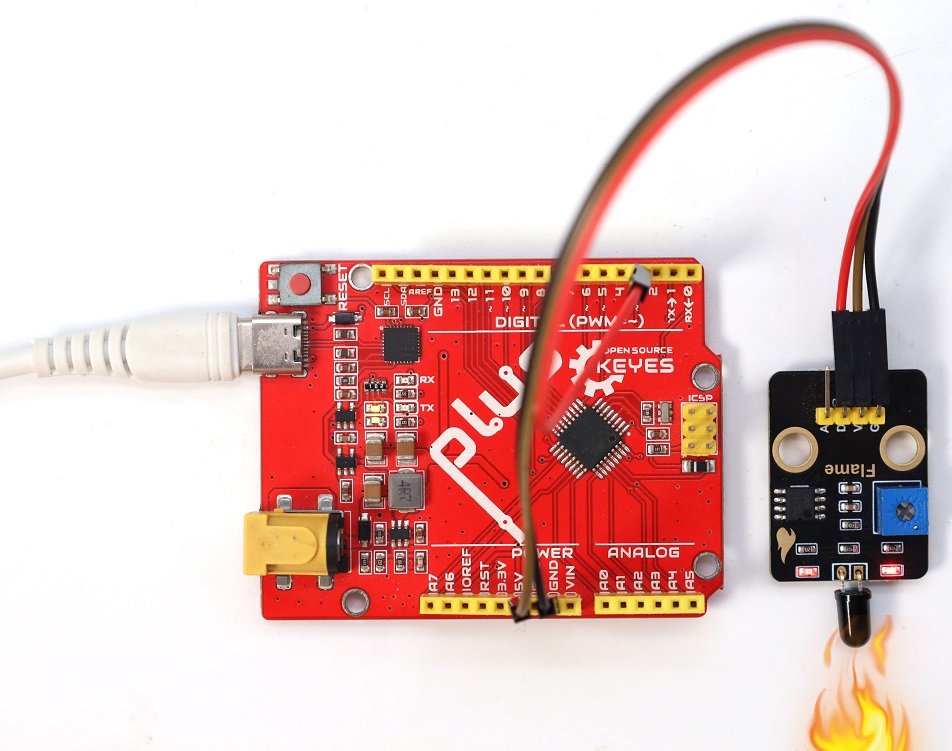 RESET
SCL
SDA
AREF
GND
13
12
~11
~10
~9
8
~6
~5
4
2
TX→1
RX←0
DIGITAL (PWM~)
OPEN SOURCE
KEYES
plus
RX
TX
ICSP
4R7
POWER
ANALOG
A7
A6
IOREF
RST
3.3V
5V
GND
VIN
A0
A1
A2
A3
A4
A5
A
D
V
G
Flame